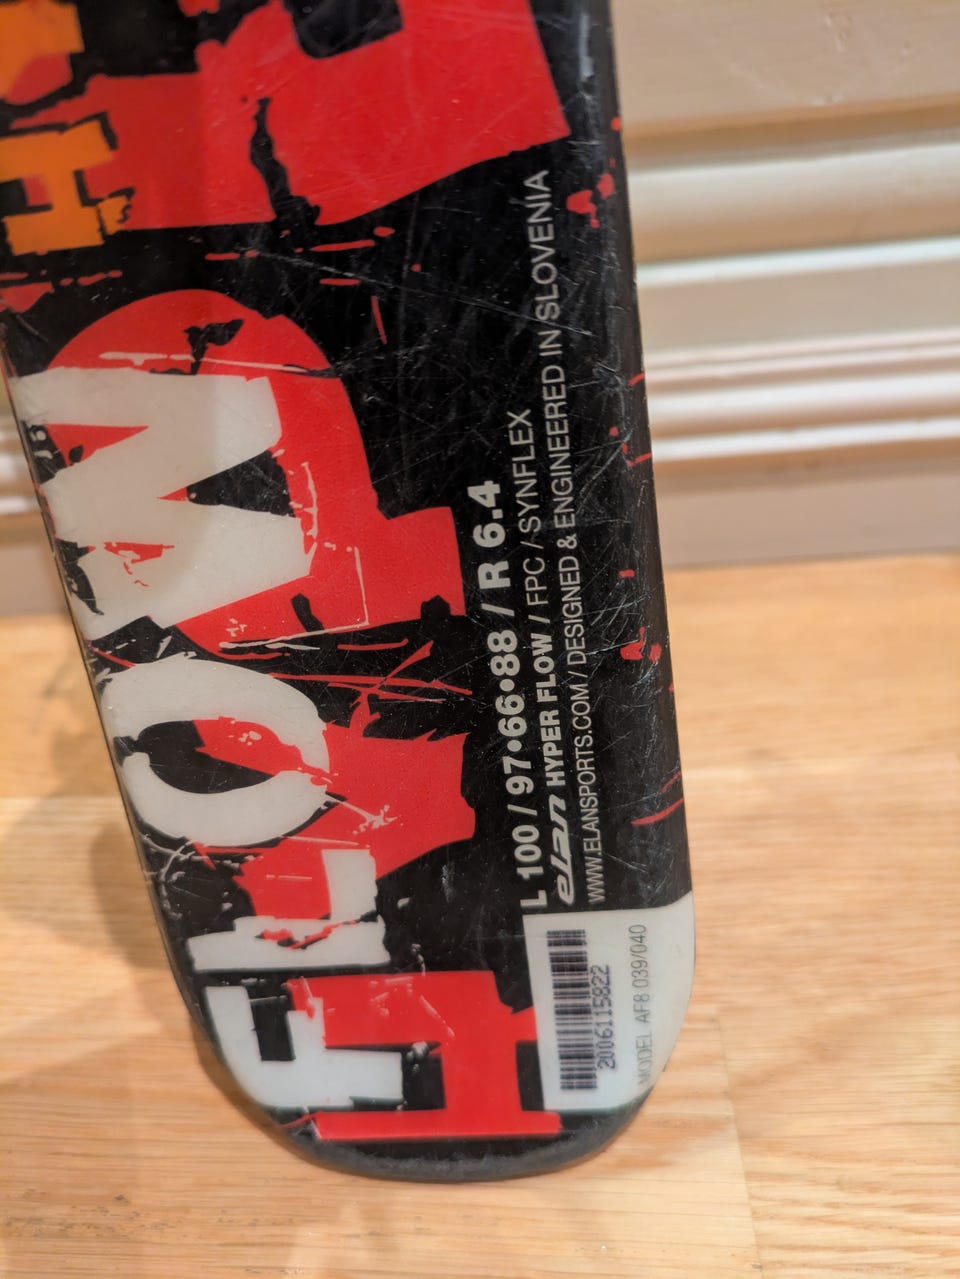 FLOW
H
H
L 100 / 97•66•88 / R 6.4
elan HYPER FLOW / FPC / SYNFLEX
WWW.ELANSPORTS.COM / DESIGNED & ENGINEERED IN SLOVENIA
2006115822
MODEL AF8 039/040